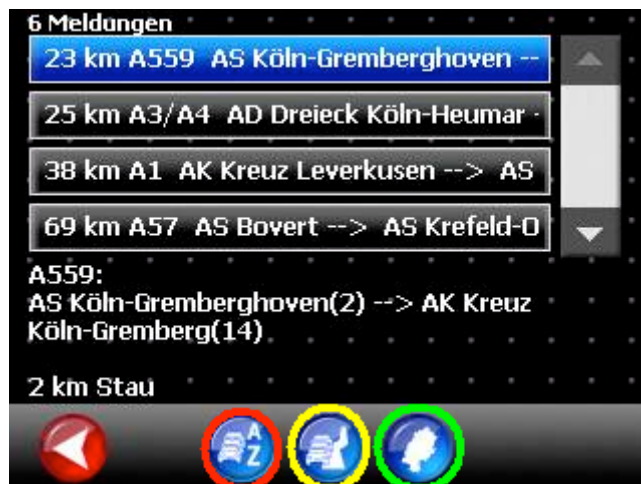 6 Meldungen
23 km A559 AS Köln-Gremberghoven --
25 km A3/A4 AD Dreieck Köln-Heumar -
38 km A1 AK Kreuz Leverkusen --> AS
69 km A57 AS Bovert --> AS Krefeld-O
A559:
AS Köln-Gremberghoven(2) --> AK Kreuz
Köln-Gremberg(14)
2 km Stau
A
Z